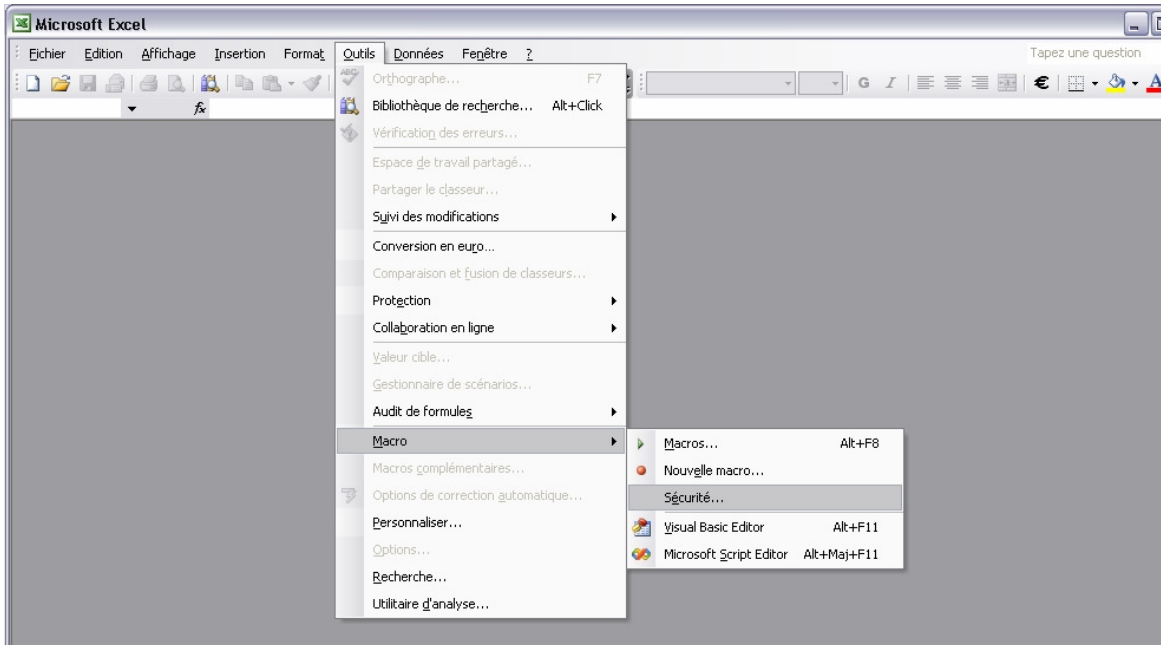 Microsoft Excel
Fichier Edition Affichage Insertion Format Outils Données Fenêtre ? Tapez une question
fx
G I € A
Orthographe... F7
Bibliothèque de recherche... Alt+Click
Vérification des erreurs...
Espace de travail partagé...
Partager le classeur...
Suivi des modifications
Conversion en euro...
Comparaison et fusion de classeurs...
Protection
Collaboration en ligne
Valeur cible...
Gestionnaire de scénarios...
Audit de formules
Macro
Macros complémentaires...
Options de correction automatique...
Personnaliser...
Options...
Recherche...
Utilitaire d'analyse...
Macros... Alt+F8
Nouvelle macro...
Sécurité...
Visual Basic Editor Alt+F11
Microsoft Script Editor Alt+Maj+F11